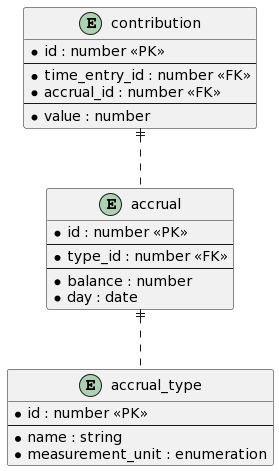 E contribution
id : number «PK»
time_entry_id : number «FK»
accrual_id : number «FK»
value : number
E accrual
id : number «PK»
type_id : number «FK»
balance : number
day : date
E accrual_type
id : number «PK»
name : string
measurement_unit : enumeration